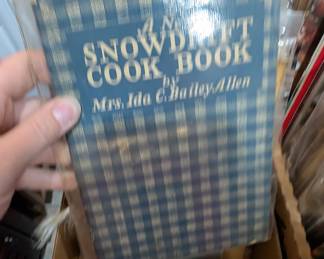 A N
SNOWDRIFT
COOK BOOK
by
Mrs. Ida C. Bailey Allen